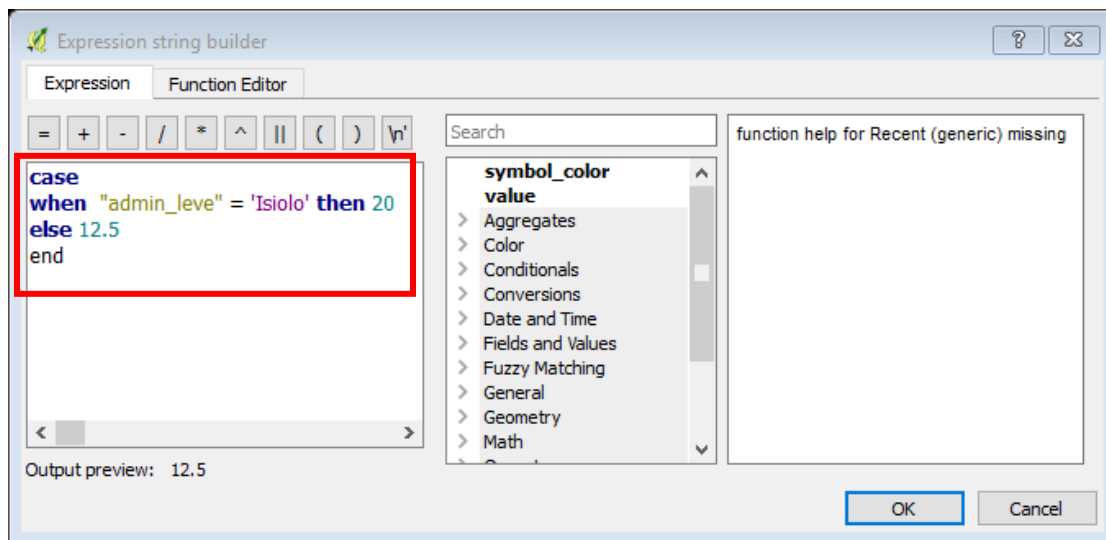 Expression string builder
Expression Function Editor
= + - / * ^ || ( ) \n'
case
when "admin_leve" = 'Isiolo' then 20
else 12.5
end
Output preview: 12.5
Search
symbol_color
value
Aggregates
Color
Conditionals
Conversions
Date and Time
Fields and Values
Fuzzy Matching
General
Geometry
Math
function help for Recent (generic) missing
OK Cancel